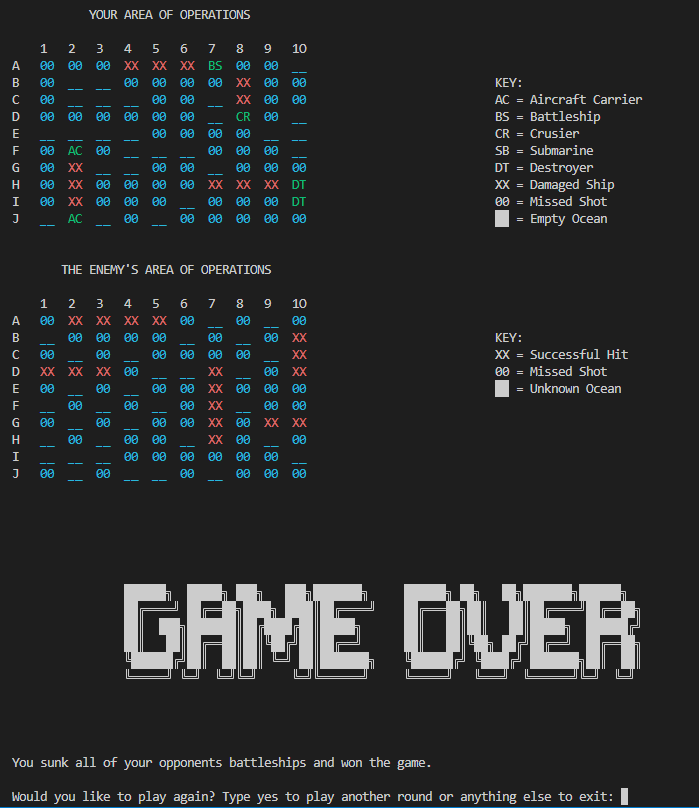 YOUR AREA OF OPERATIONS
1 2 3 4 5 6 7 8 9 10
A 00 00 00 XX XX XX BS 00 00 __
B 00 __ __ 00 00 00 00 XX 00 00 KEY:
C 00 __ __ __ 00 00 __ XX 00 00 AC = Aircraft Carrier
D 00 00 00 00 00 00 __ CR 00 __ BS = Battleship
E __ __ __ __ 00 00 00 00 __ __ CR = Crusier
F 00 AC 00 __ __ __ 00 00 00 __ SB = Submarine
G 00 XX __ __ 00 00 __ 00 00 00 DT = Destroyer
H 00 XX 00 00 00 00 XX XX XX DT XX = Damaged Ship
I 00 XX 00 00 00 __ 00 00 00 DT 00 = Missed Shot
J __ AC __ 00 __ 00 00 00 00 00 = Empty Ocean
THE ENEMY'S AREA OF OPERATIONS
1 2 3 4 5 6 7 8 9 10
A 00 XX XX XX XX 00 __ 00 __ 00
B __ 00 00 00 00 __ 00 __ 00 XX KEY:
C 00 __ 00 __ 00 00 00 00 __ XX XX = Successful Hit
D XX XX XX 00 __ __ XX __ 00 XX 00 = Missed Shot
E 00 __ 00 __ 00 00 XX 00 00 XX = Unknown Ocean
F __ 00 __ 00 __ __ XX __ 00 00
G 00 __ 00 __ 00 __ XX 00 XX XX
H __ 00 __ 00 00 __ XX 00 __ 00
I __ __ __ 00 00 00 00 00 00 __
J 00 __ 00 __ __ 00 __ 00 00 00
GAME OVER
You sunk all of your opponents battleships and won the game.
Would you like to play again? Type yes to play another round or anything else to exit: